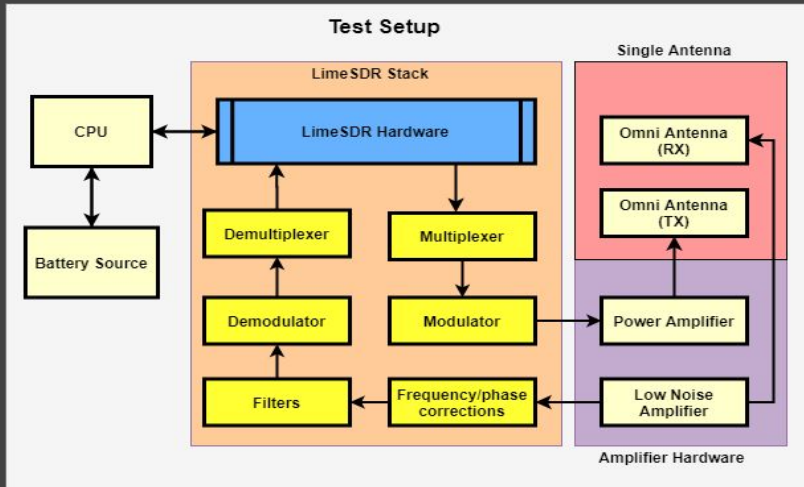 Test Setup
Single Antenna
LimeSDR Stack
CPU
LimeSDR Hardware
Omni Antenna
(RX)
Omni Antenna
(TX)
Demultiplexer
Multiplexer
Battery Source
Demodulator
Modulator
Power Amplifier
Filters
Frequency/phase
corrections
Low Noise
Amplifier
Amplifier Hardware